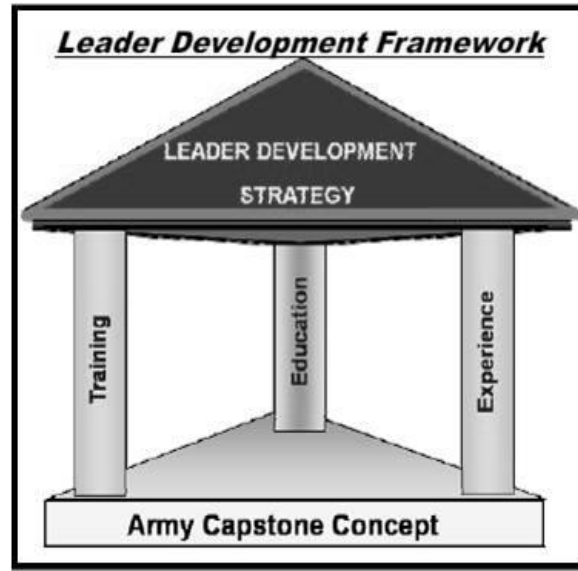 Leader Development Framework
LEADER DEVELOPMENT
STRATEGY
Training
Education
Experience
Army Capstone Concept